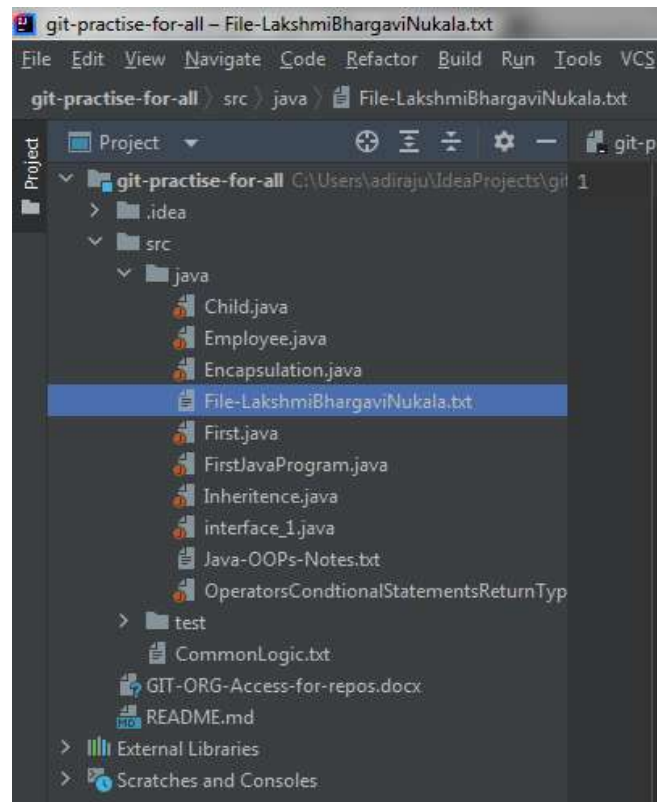 git-practise-for-all – File-LakshmiBhargaviNukala.txt
File Edit View Navigate Code Refactor Build Run Tools VCS
git-practise-for-all src java File-LakshmiBhargaviNukala.txt
Project
Project git-p
git-practise-for-all C:\Users\adiraju\IdeaProjects\git 1
.idea
src
java
Child.java
Employee.java
Encapsulation.java
File-LakshmiBhargaviNukala.txt
First.java
FirstJavaProgram.java
Inheritence.java
interface_1.java
Java-OOPs-Notes.txt
OperatorsCondtionalStatementsReturnTyp
test
CommonLogic.txt
GIT-ORG-Access-for-repos.docx
MD README.md
External Libraries
Scratches and Consoles